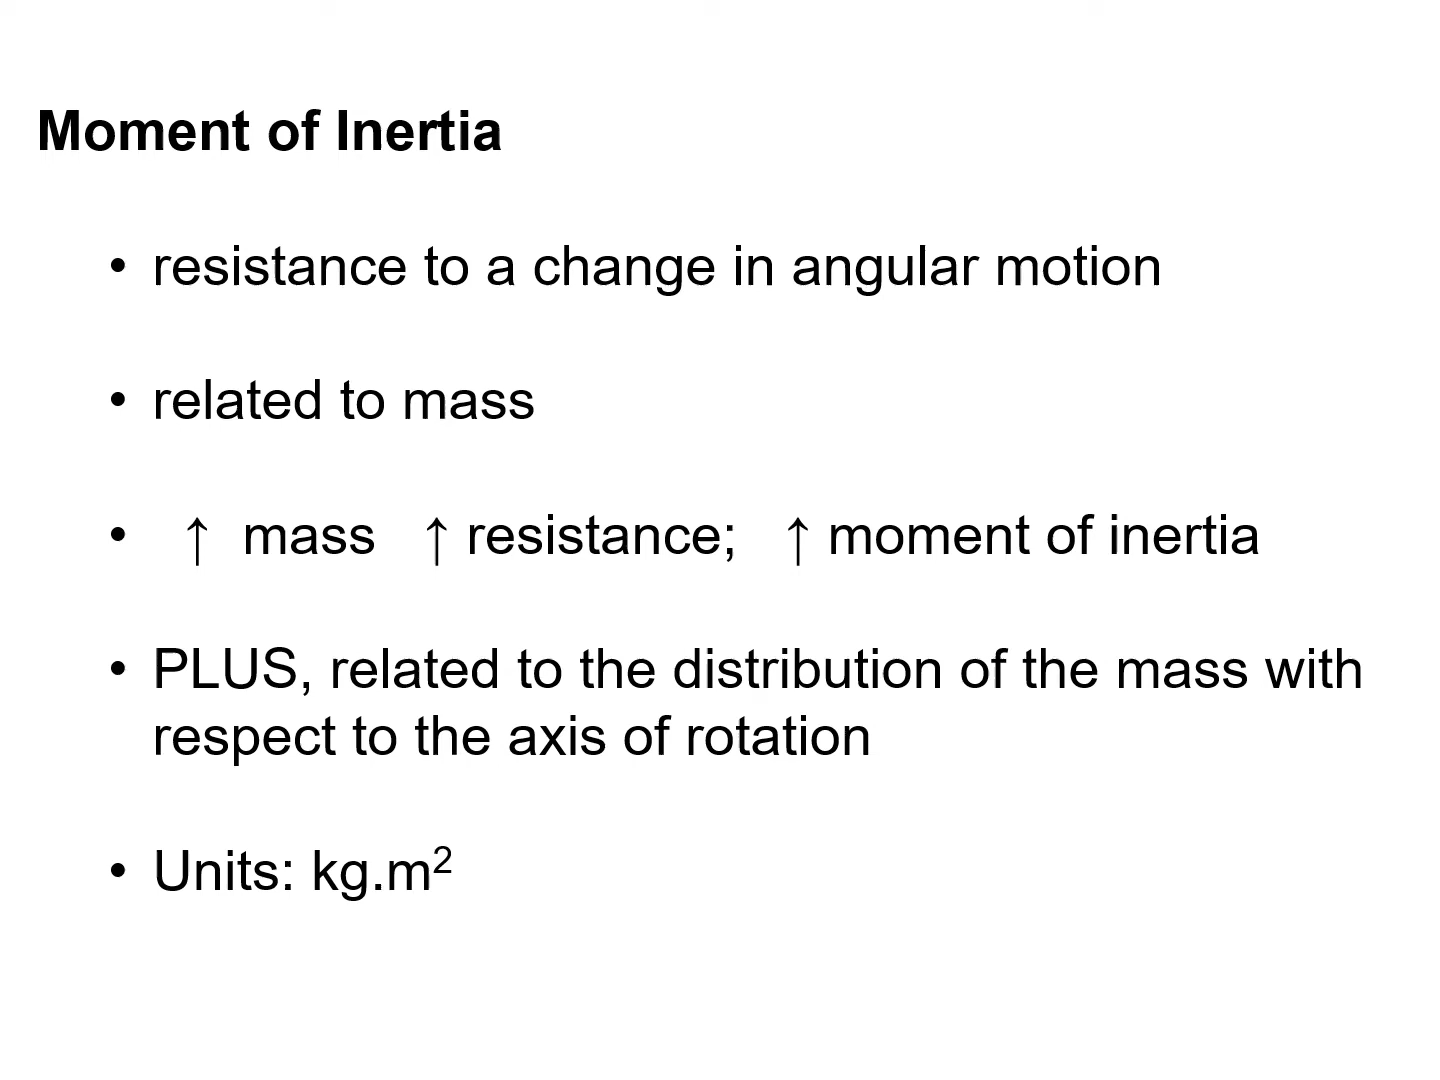 Moment of Inertia
• resistance to a change in angular motion
• related to mass
• ↑ mass ↑ resistance; ↑ moment of inertia
• PLUS, related to the distribution of the mass with
respect to the axis of rotation
• Units: kg.m²